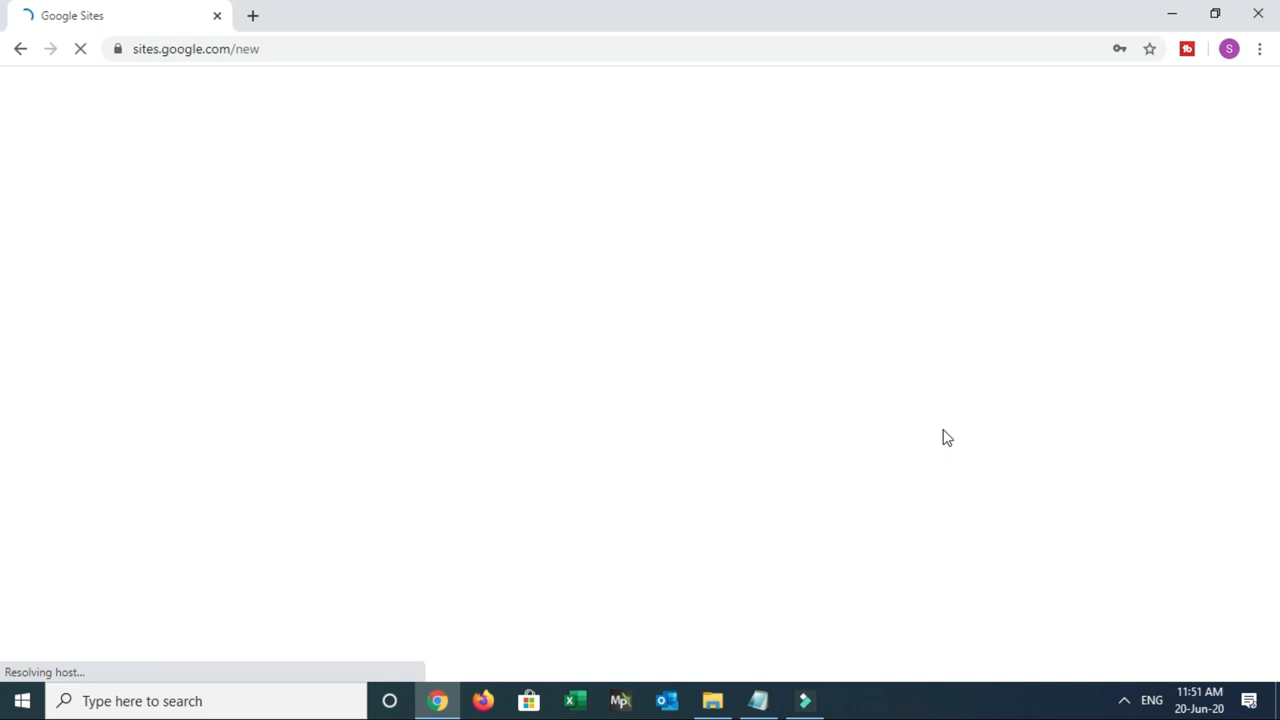 Google Sites
sites.google.com/new
S
Resolving host...
Type here to search
Mp
ENG
11:51 AM
20-Jun-20